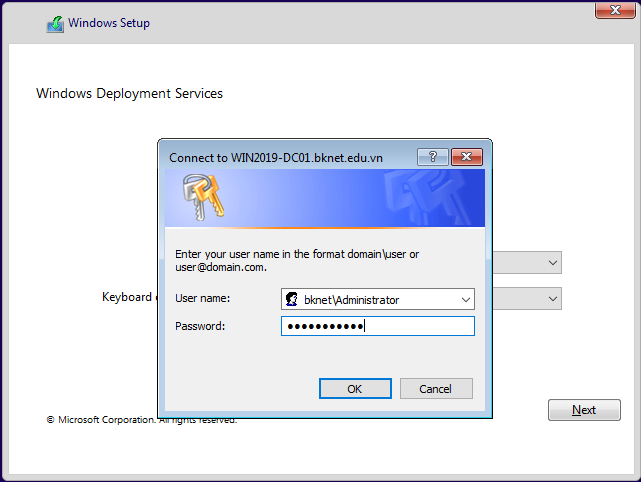 Windows Setup
Windows Deployment Services
Connect to WIN2019-DC01.bknet.edu.vn
?
Enter your user name in the format domain\user or
user@domain.com.
User name:
bknet\Administrator
Keyboard
Password:
●●●●●●●●●●●
OK
Cancel
Next
© Microsoft Corporation. All rights reserved.